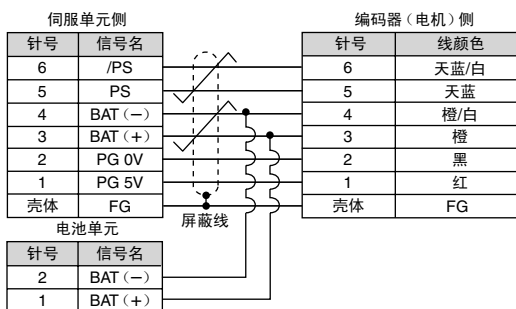 伺服单元侧 编码器（电机）侧
针号 信号名 针号 线颜色
6 /PS 6 天蓝/白
5 PS 5 天蓝
4 BAT（－） 4 橙/白
3 BAT（＋） 3 橙
2 PG 0V 2 黑
1 PG 5V 1 红
壳体 FG 壳体 FG
屏蔽线
电池单元
针号 信号名
2 BAT（－）
1 BAT（＋）